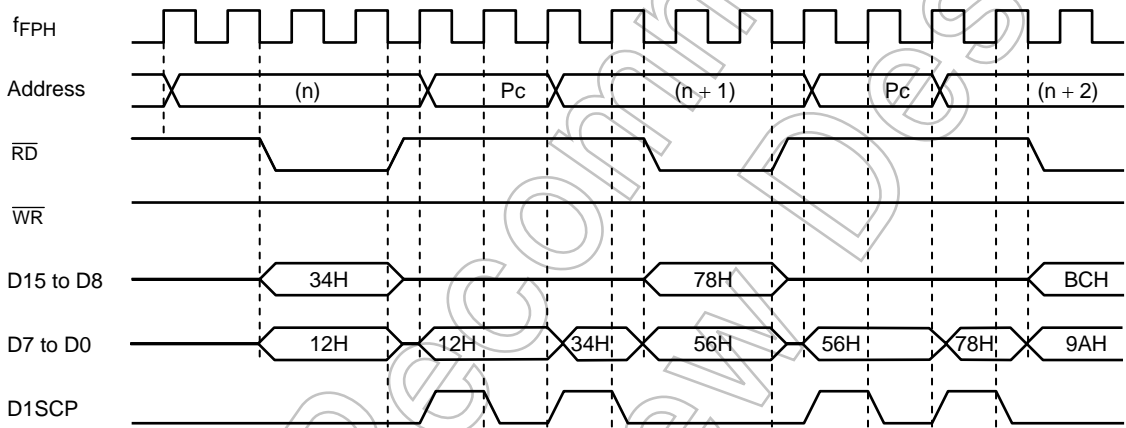 fFPH
Address (n) Pc (n + 1) Pc (n + 2)
RD
WR
D15 to D8 34H 78H BCH
D7 to D0 12H 12H 34H 56H 56H 78H 9AH
D1SCP